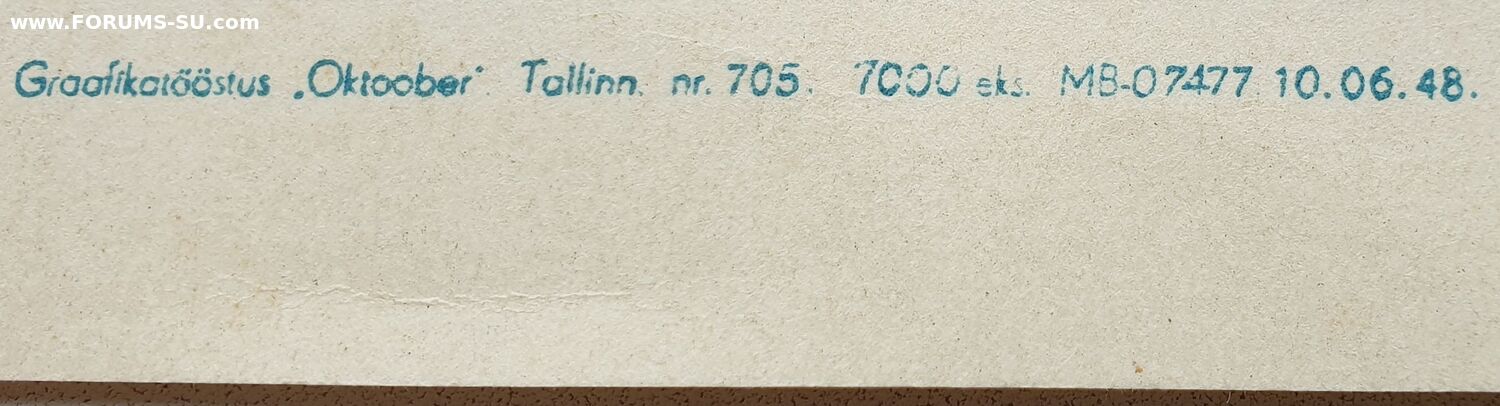 www.FORUMS-SU.com
Graafikatööstus „Oktoober“ Tallinn. nr. 705. 7000 eks. MB-07477. 10.06.48.